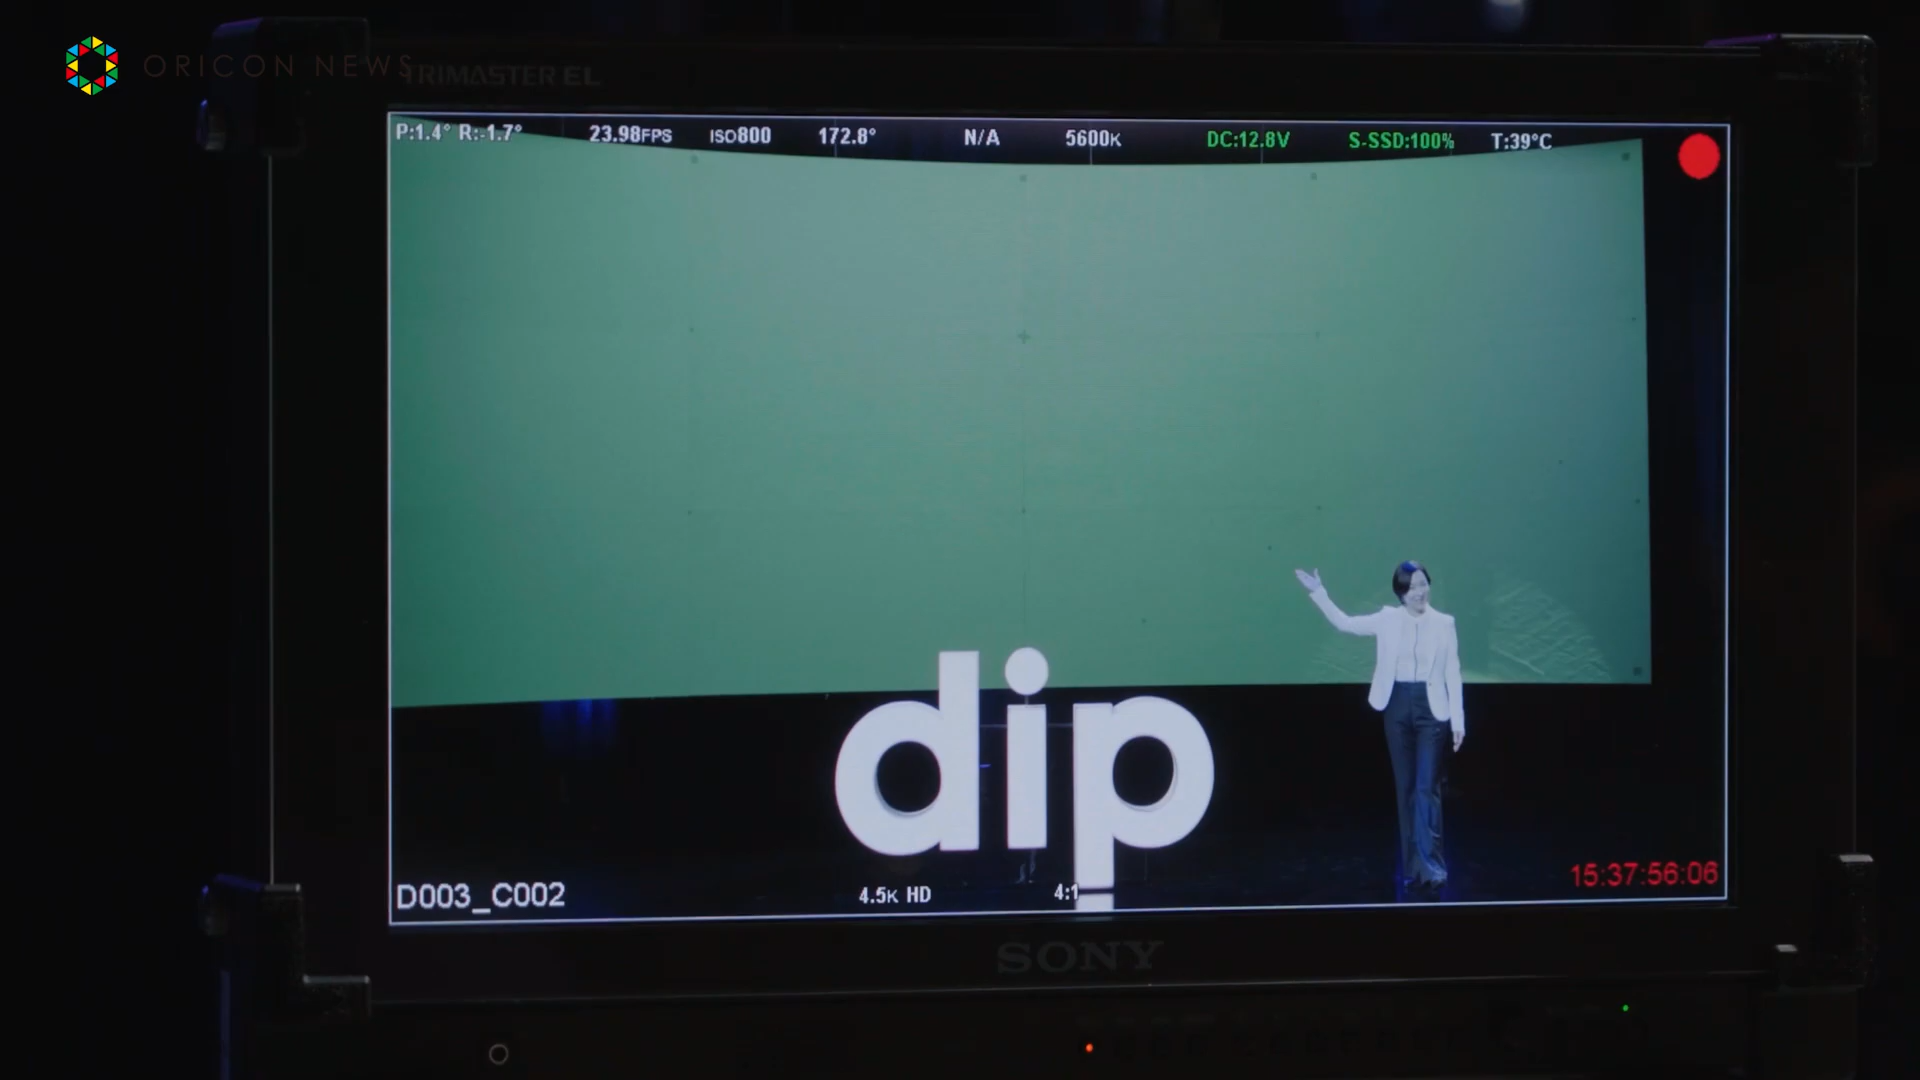 ORICON NEWS
TRIMASTER EL
P:1.4° R:-1.7° 23.98FPS ISO800 172.8° N/A 5600K DC:12.8V S-SSD:100% T:39°C
dip
15:37:56:06
D003_C002 4.5K HD 4:1
SONY